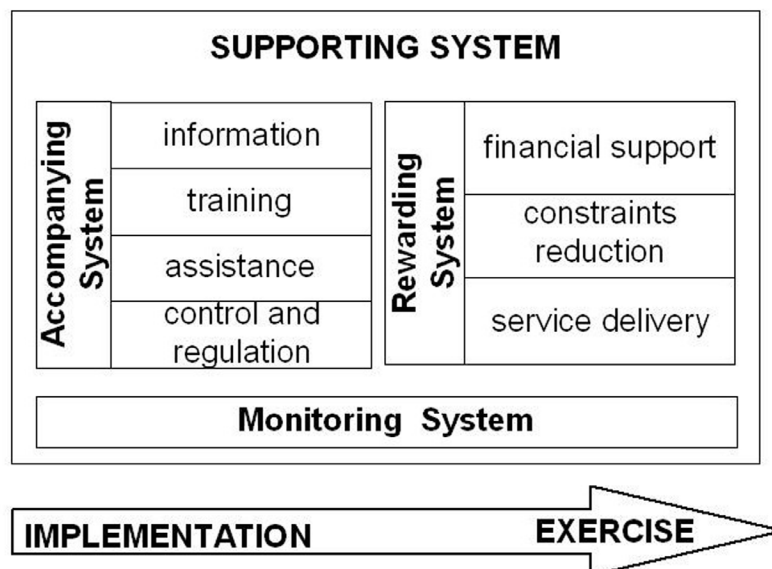 SUPPORTING SYSTEM
Accompanying
System
information
training
assistance
control and
regulation
Rewarding
System
financial support
constraints
reduction
service delivery
Monitoring System
IMPLEMENTATION
EXERCISE